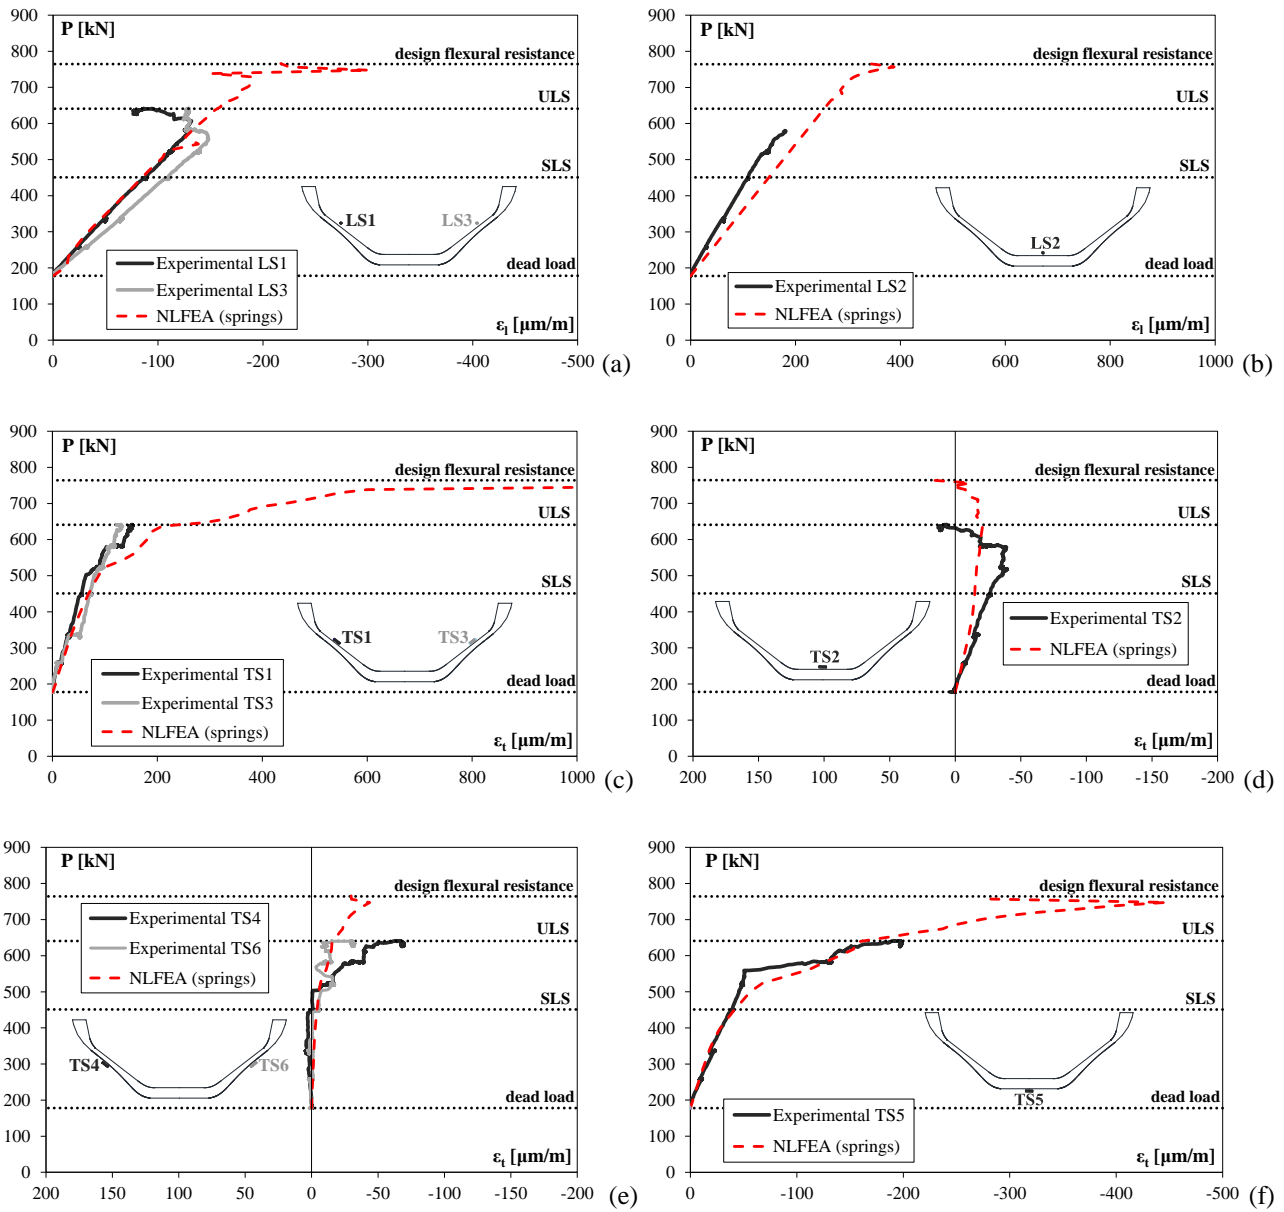 P [kN]
900
800
700
600
500
400
300
200
100
0
design flexural resistance
ULS
SLS
LS1
LS3
dead load
Experimental LS1
Experimental LS3
NLFEA (springs)
εl [μm/m]
0
-100
-200
-300
-400
-500
(a)
P [kN]
900
800
700
600
500
400
300
200
100
0
design flexural resistance
ULS
SLS
LS2
dead load
Experimental LS2
NLFEA (springs)
εl [μm/m]
0
200
400
600
800
1000
(b)
P [kN]
900
800
700
600
500
400
300
200
100
0
design flexural resistance
ULS
SLS
TS1
TS3
dead load
Experimental TS1
Experimental TS3
NLFEA (springs)
εt [μm/m]
0
200
400
600
800
1000
(c)
P [kN]
900
800
700
600
500
400
300
200
100
0
design flexural resistance
ULS
SLS
Experimental TS2
NLFEA (springs)
TS2
dead load
εt [μm/m]
200
150
100
50
0
-50
-100
-150
-200
(d)
P [kN]
900
800
700
600
500
400
300
200
100
0
design flexural resistance
Experimental TS4
Experimental TS6
NLFEA (springs)
ULS
SLS
TS4
TS6
dead load
εt [μm/m]
200
150
100
50
0
-50
-100
-150
-200
(e)
P [kN]
900
800
700
600
500
400
300
200
100
0
design flexural resistance
ULS
SLS
TS5
dead load
Experimental TS5
NLFEA (springs)
εt [μm/m]
0
-100
-200
-300
-400
-500
(f)